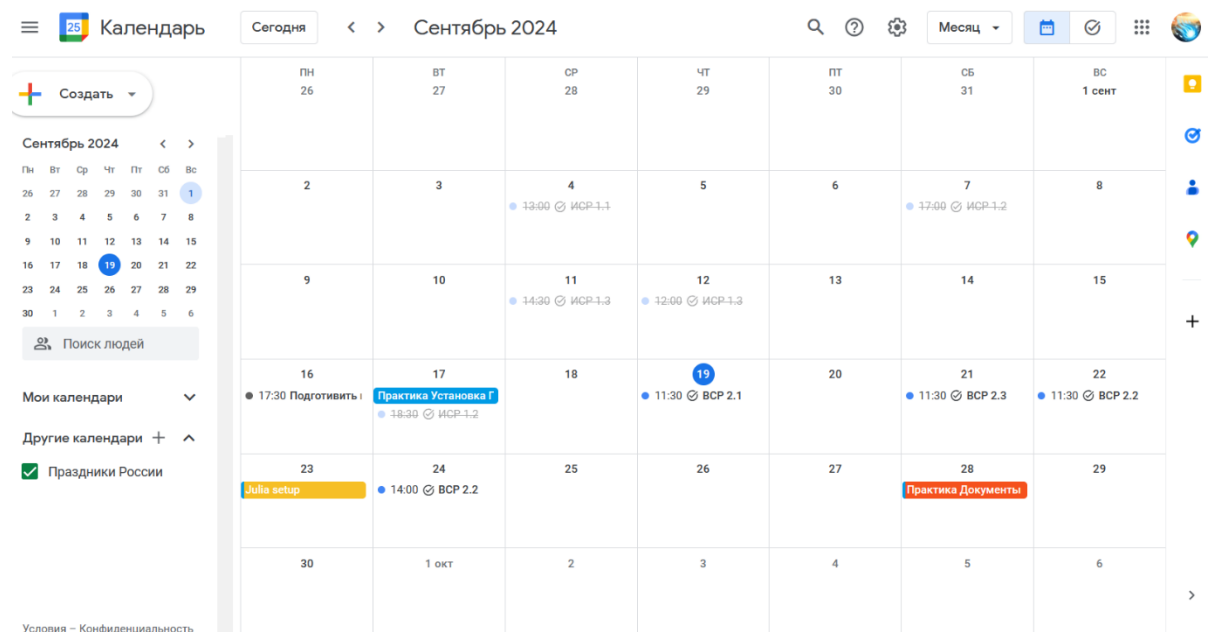 25 Календарь Сегодня Сентябрь 2024 Месяц
Создать
Сентябрь 2024
Пн Вт Ср Чт Пт Сб Вс
26 27 28 29 30 31 1
2 3 4 5 6 7 8
9 10 11 12 13 14 15
16 17 18 19 20 21 22
23 24 25 26 27 28 29
30 1 2 3 4 5 6
Поиск людей
Мои календари
Другие календари
Праздники России
Условия – Конфиденциальность
ПН ВТ СР ЧТ ПТ СБ ВС
26 27 28 29 30 31 1 сент
2 3 4 5 6 7 8
13:00 ИСР 1.1 17:00 ИСР 1.2
9 10 11 12 13 14 15
14:30 ИСР 1.3 12:00 ИСР 1.3
16 17 18 19 20 21 22
17:30 Подготивить Практика Установка 11:30 ВСР 2.1 11:30 ВСР 2.3 11:30 ВСР 2.2
18:30 ИСР 1.2
23 24 25 26 27 28 29
Julia setup 14:00 ВСР 2.2 Практика Документы
30 1 окт 2 3 4 5 6